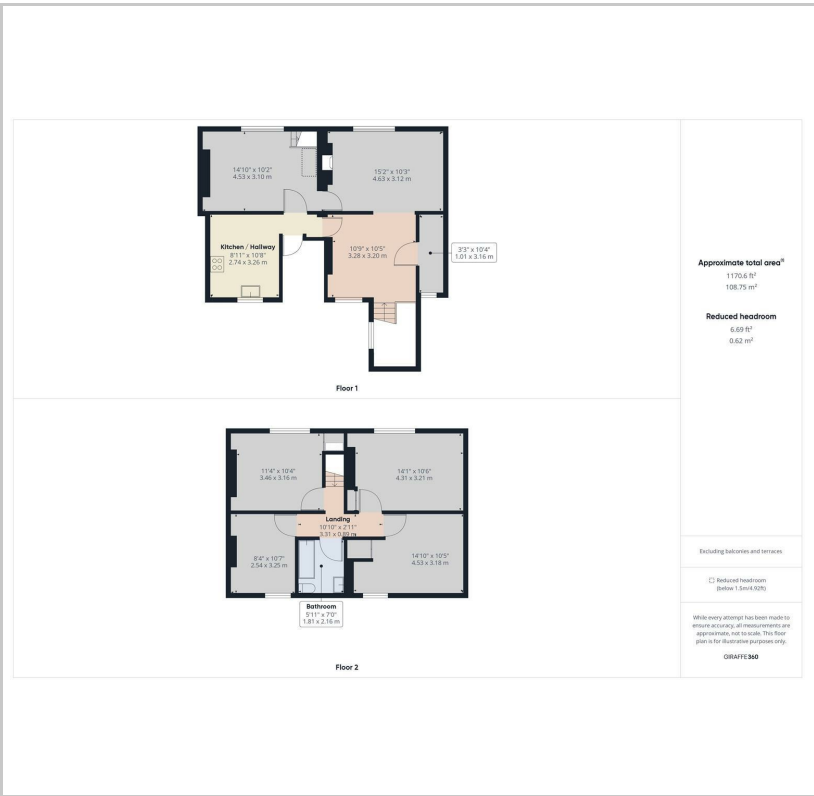 14'10" x 10'2"
4.53 x 3.10 m
15'2" x 10'3"
4.63 x 3.12 m
Kitchen / Hallway
8'11" x 10'8"
2.74 x 3.26 m
10'9" x 10'5"
3.28 x 3.20 m
3'3" x 10'4"
1.01 x 3.16 m
Floor 1
11'4" x 10'4"
3.46 x 3.16 m
14'1" x 10'6"
4.31 x 3.21 m
Landing
10'10" x 2'11"
3.31 x 0.89 m
8'4" x 10'7"
2.54 x 3.25 m
14'10" x 10'5"
4.53 x 3.18 m
Bathroom
5'11" x 7'0"
1.81 x 2.16 m
Floor 2
Approximate total area⁽¹⁾
1170.6 ft²
108.75 m²
Reduced headroom
6.69 ft²
0.62 m²
Excluding balconies and terraces
Reduced headroom
(below 1.5m/4.92ft)
While every attempt has been made to
ensure accuracy, all measurements are
approximate, not to scale. This floor
plan is for illustrative purposes only.
GIRAFFE360